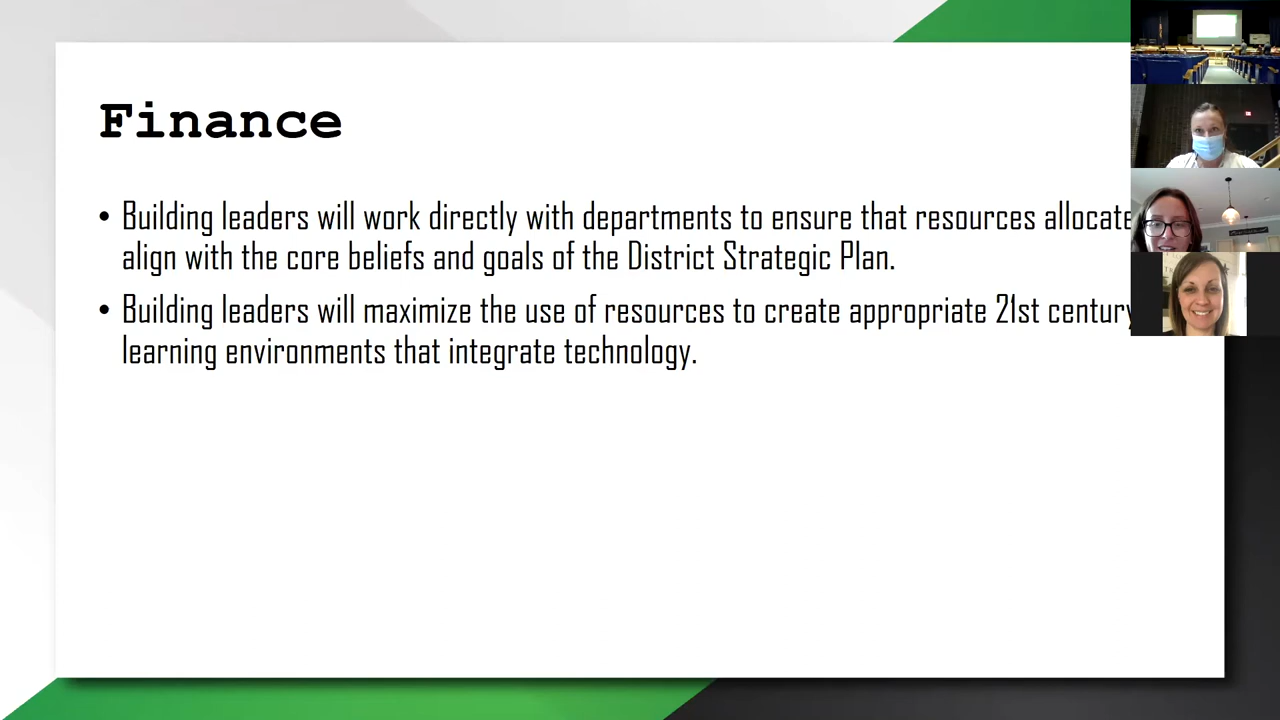 Finance
• Building leaders will work directly with departments to ensure that resources allocate
align with the core beliefs and goals of the District Strategic Plan.
• Building leaders will maximize the use of resources to create appropriate 21st century
learning environments that integrate technology.